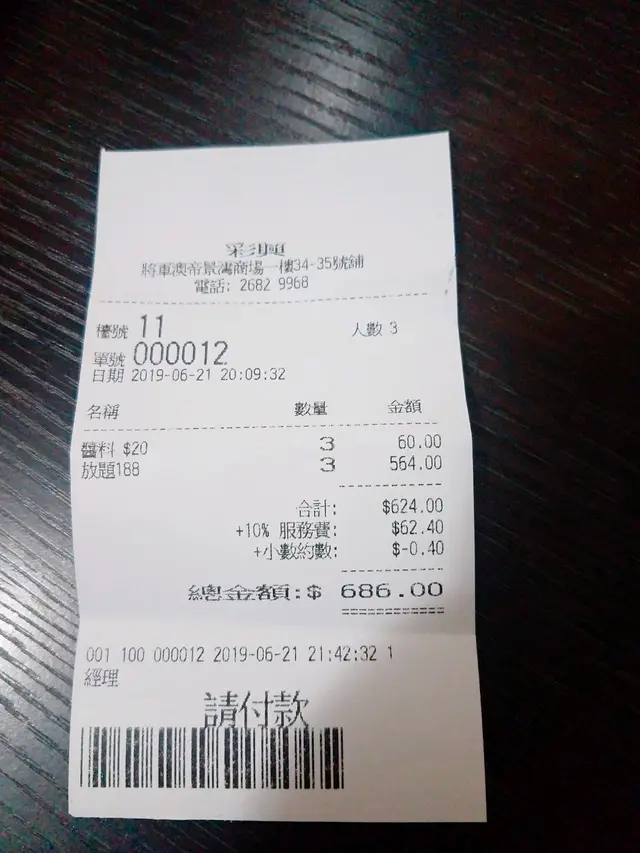 彩興
將軍澳帝景灣商場一樓34-35號舖
電話: 2682 9968
檯號 11 人數 3
單號 000012
日期 2019-06-21 20:09:32
名稱 數量 金額
醬料 $20 3 60.00
放題188 3 564.00
合計: $624.00
+10% 服務費: $62.40
+小數約數: $-0.40
總金額:$ 686.00
001 100 000012 2019-06-21 21:42:32 1
經理
請付款